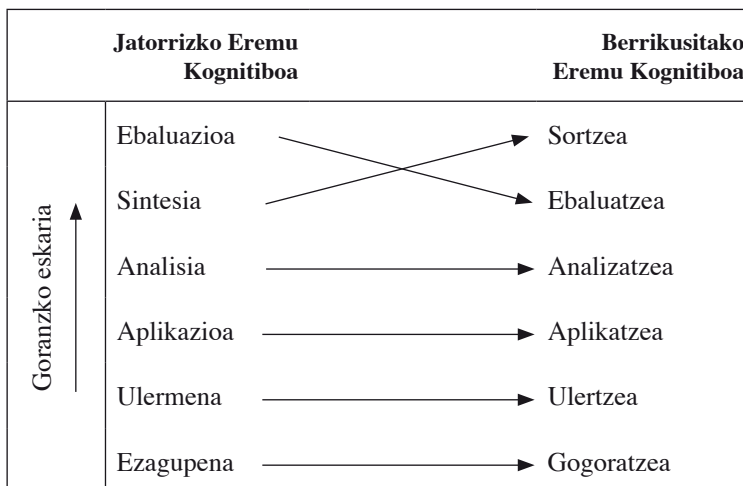 Jatorrizko Eremu
Kognitiboa
Berrikusitako
Eremu Kognitiboa
Goranzko eskaria
Ebaluazioa
Sortzea
Sintesia
Ebaluatzea
Analisia
Analizatzea
Aplikazioa
Aplikatzea
Ulermena
Ulertzea
Ezagupena
Gogoratzea